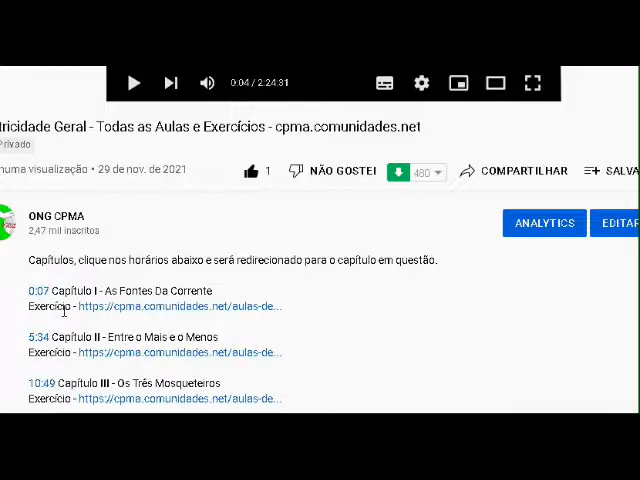 0:04 / 2:24:31
tricidade Geral - Todas as Aulas e Exercícios - cpma.comunidades.net
Privado
huma visualização • 29 de nov. de 2021
1 NÃO GOSTEI 480 COMPARTILHAR SALVA
ONG CPMA
2,47 mil inscritos
ANALYTICS EDITAR
Capítulos, clique nos horários abaixo e será redirecionado para o capítulo em questão.
0:07 Capítulo I - As Fontes Da Corrente
Exercício - https://cpma.comunidades.net/aulas-de...
5:34 Capítulo II - Entre o Mais e o Menos
Exercício - https://cpma.comunidades.net/aulas-de...
10:49 Capítulo III - Os Três Mosqueteiros
Exercício - https://cpma.comunidades.net/aulas-de...